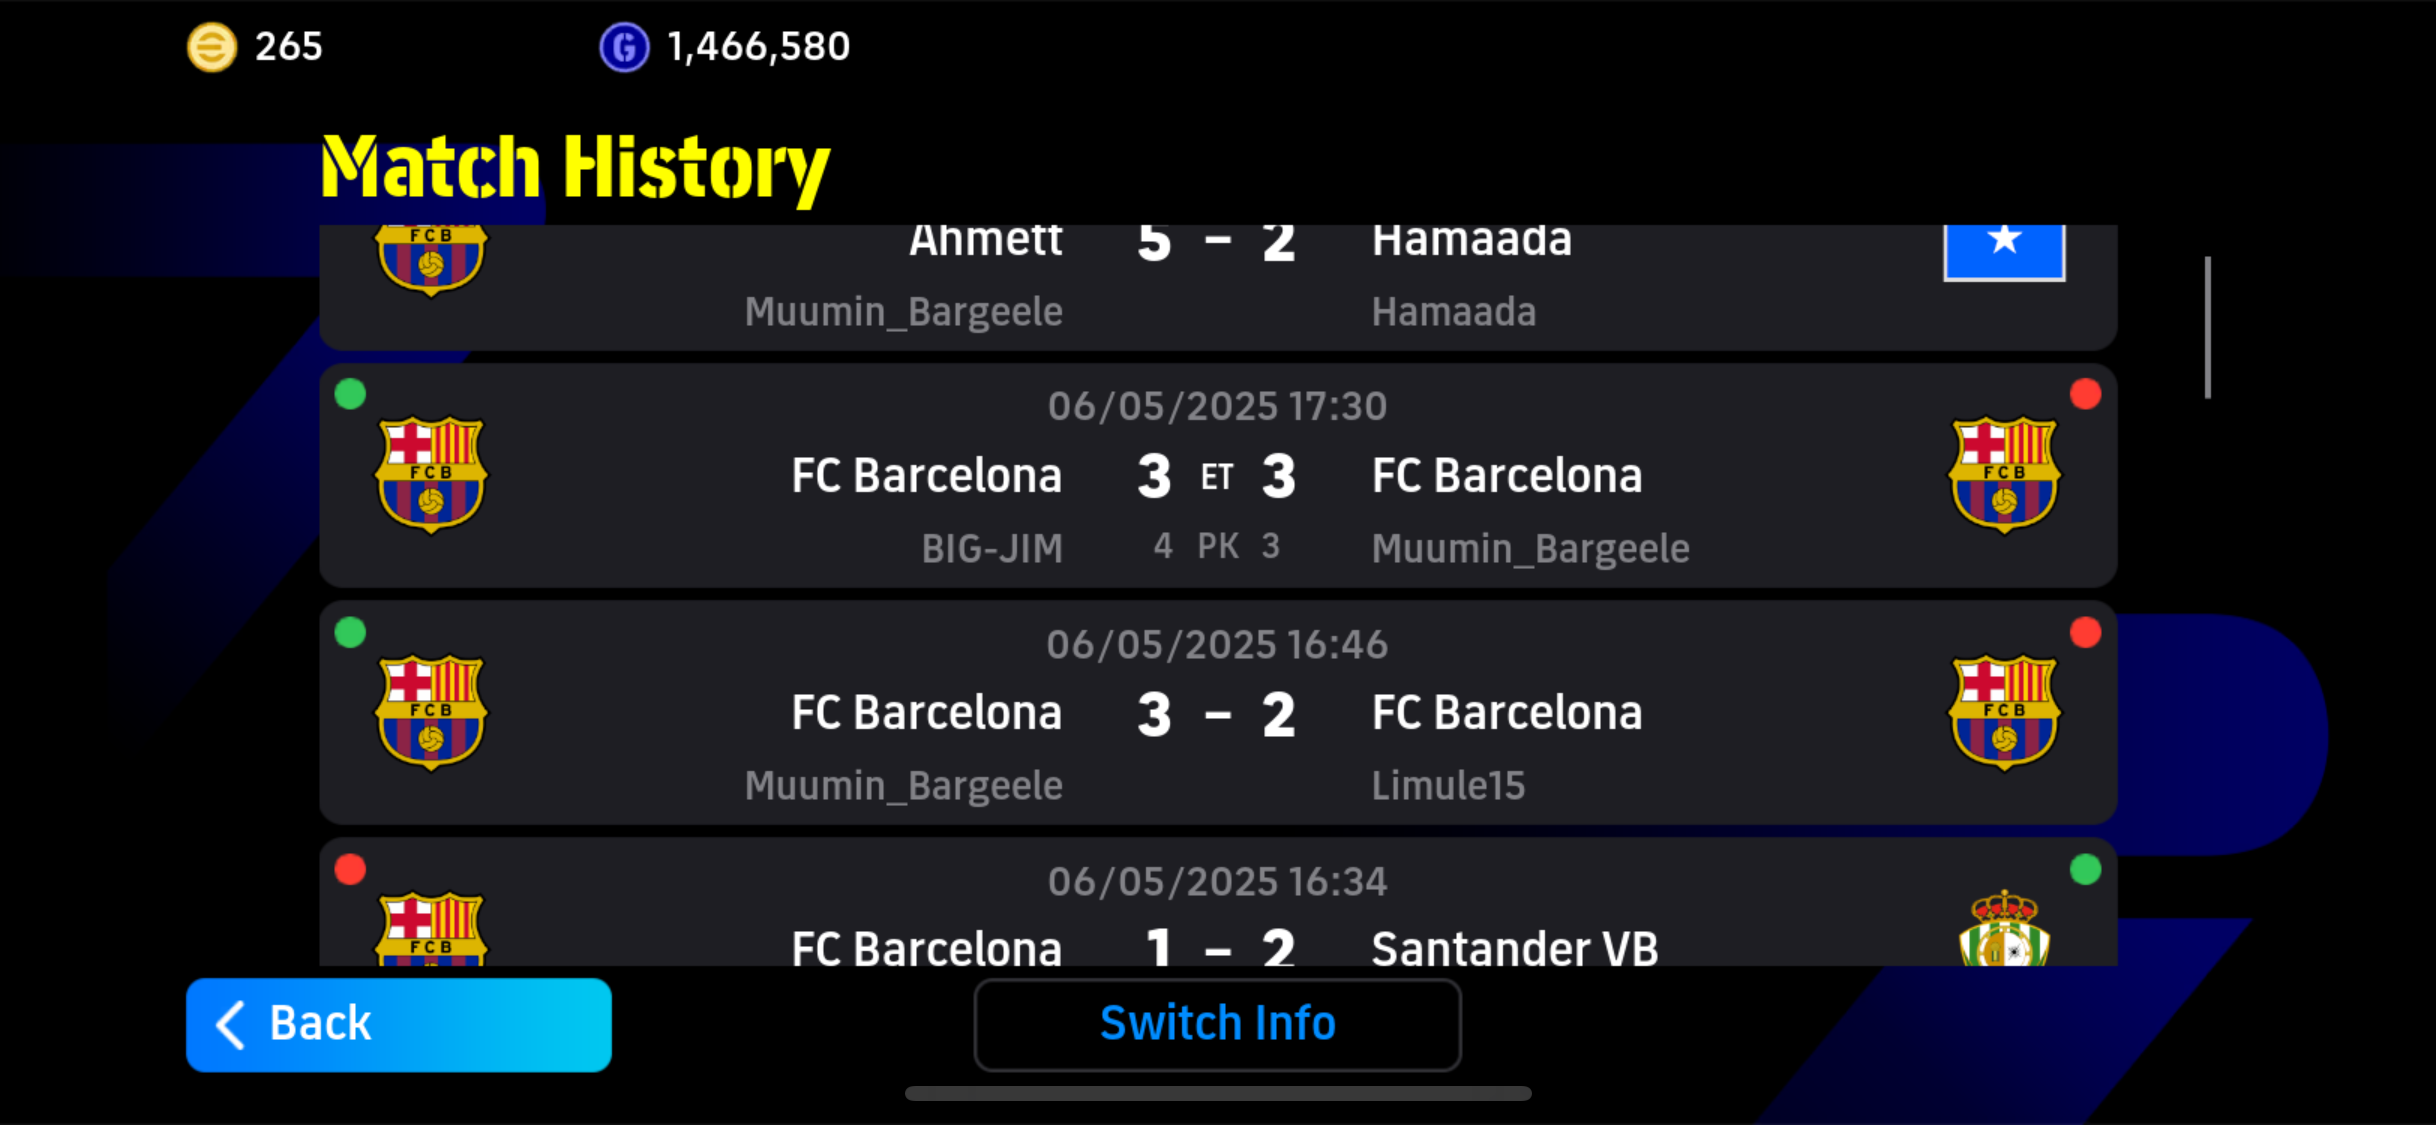 265 1,466,580
Match History
FCB Ahmett 5 - 2 Hamaada
Muumin_Bargeele Hamaada
06/05/2025 17:30
FCB FC Barcelona 3 ET 3 FC Barcelona FCB
BIG-JIM 4 PK 3 Muumin_Bargeele
06/05/2025 16:46
FCB FC Barcelona 3 - 2 FC Barcelona FCB
Muumin_Bargeele Limule15
06/05/2025 16:34
FCB FC Barcelona 1 - 2 Santander VB
Back Switch Info